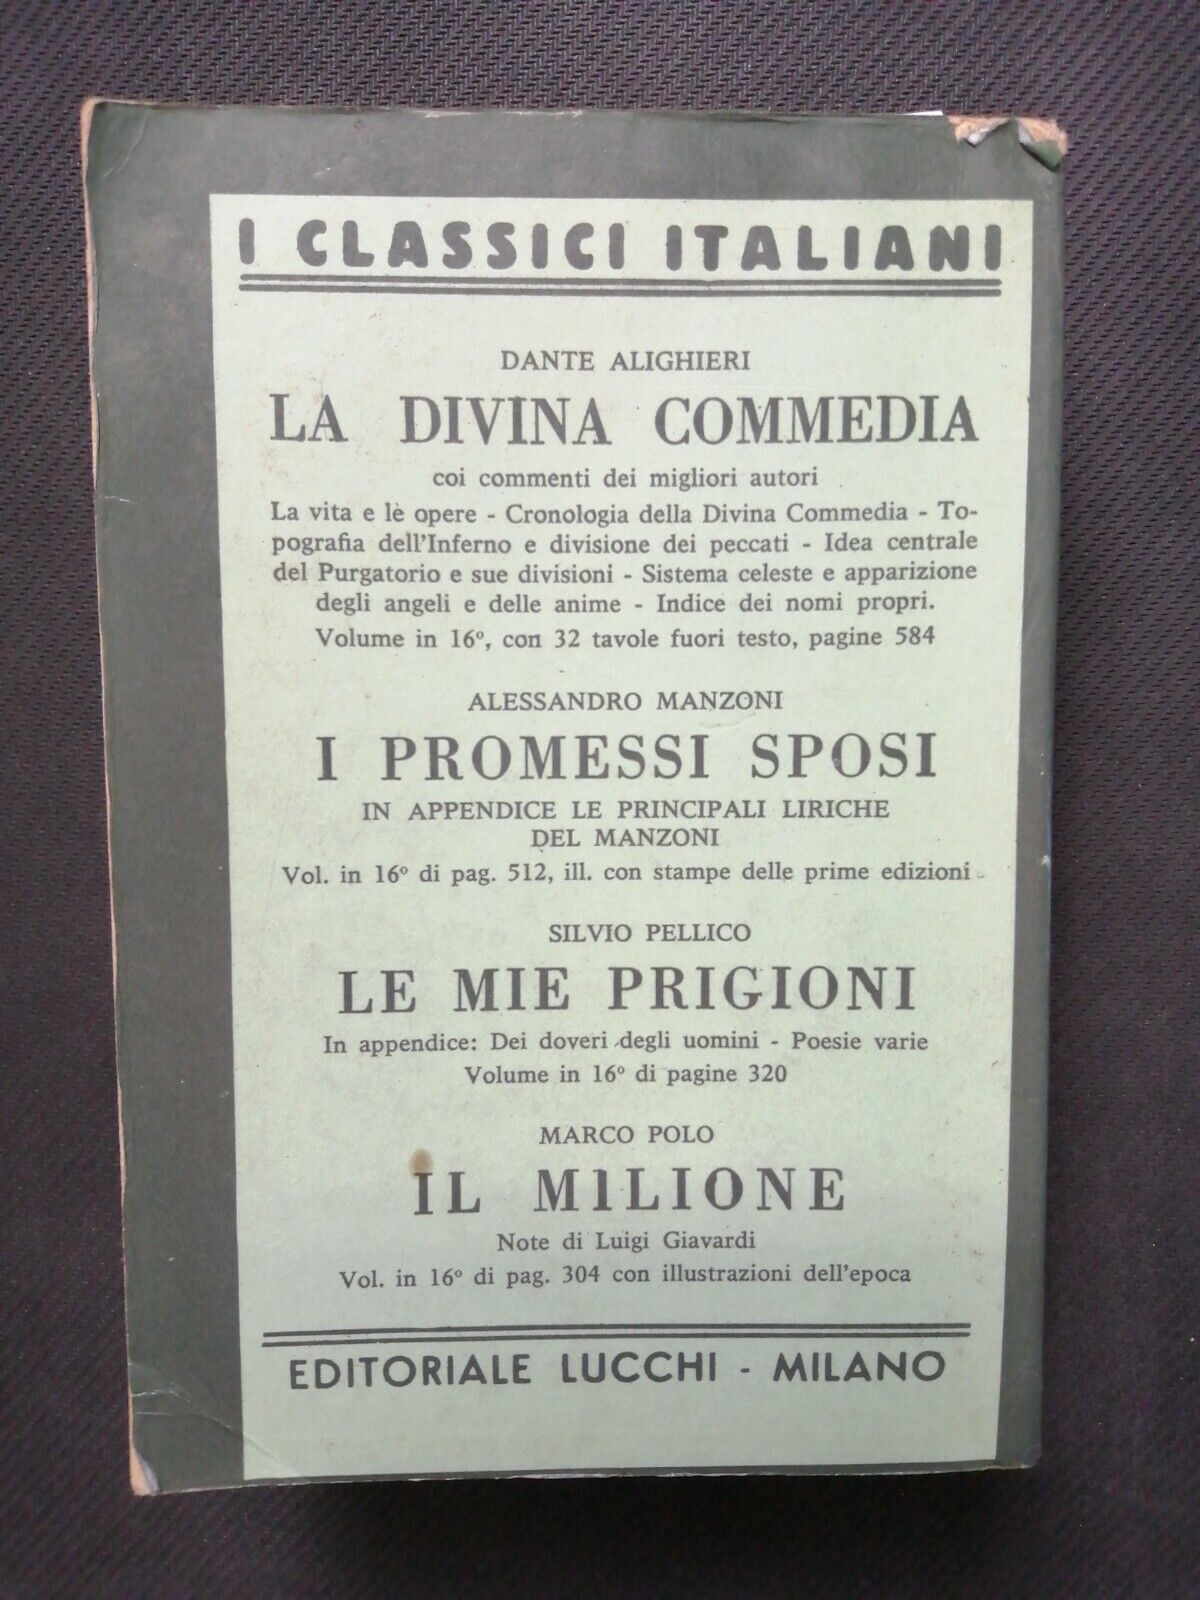 I CLASSICI ITALIANI
DANTE ALIGHIERI
LA DIVINA COMMEDIA
coi commenti dei migliori autori
La vita e lè opere - Cronologia della Divina Commedia - To-
pografia dell'Inferno e divisione dei peccati - Idea centrale
del Purgatorio e sue divisioni - Sistema celeste e apparizione
degli angeli e delle anime - Indice dei nomi propri.
Volume in 16º, con 32 tavole fuori testo, pagine 584
ALESSANDRO MANZONI
I PROMESSI SPOSI
IN APPENDICE LE PRINCIPALI LIRICHE
DEL MANZONI
Vol. in 16º di pag. 512, ill. con stampe delle prime edizioni
SILVIO PELLICO
LE MIE PRIGIONI
In appendice: Dei doveri degli uomini - Poesie varie
Volume in 16º di pagine 320
MARCO POLO
IL M1LIONE
Note di Luigi Giavardi
Vol. in 16º di pag. 304 con illustrazioni dell'epoca
EDITORIALE LUCCHI - MILANO